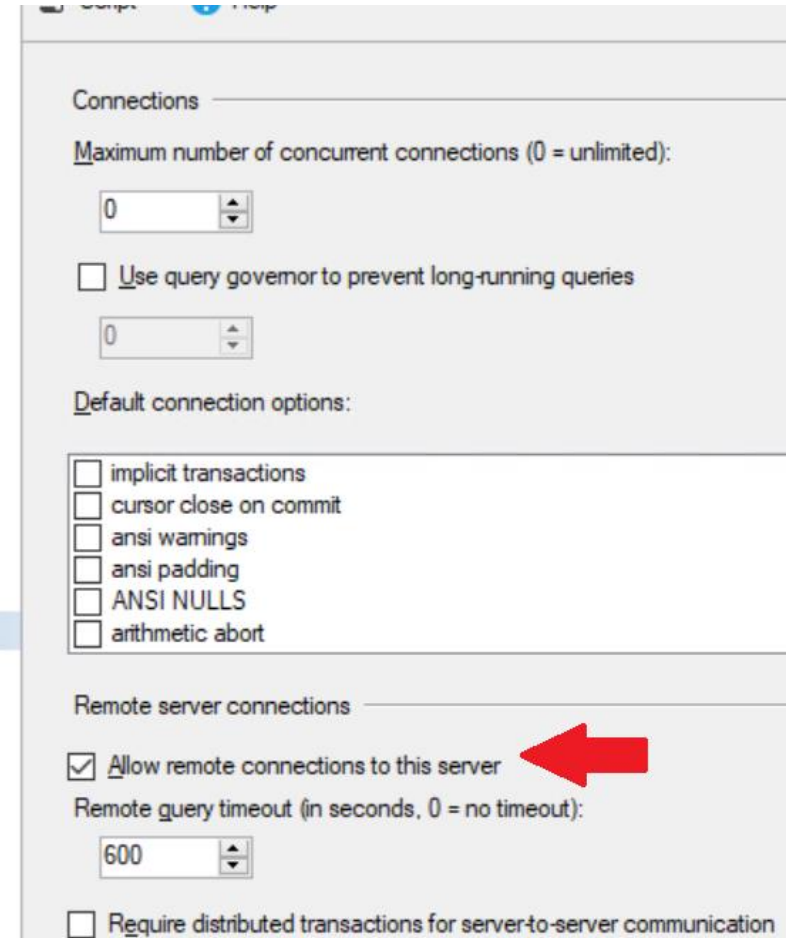 Script Help
Connections
Maximum number of concurrent connections (0 = unlimited):
0
Use query governor to prevent long-running queries
0
Default connection options:
implicit transactions
cursor close on commit
ansi warnings
ansi padding
ANSI NULLS
arithmetic abort
Remote server connections
Allow remote connections to this server
Remote query timeout (in seconds, 0 = no timeout):
600
Require distributed transactions for server-to-server communication